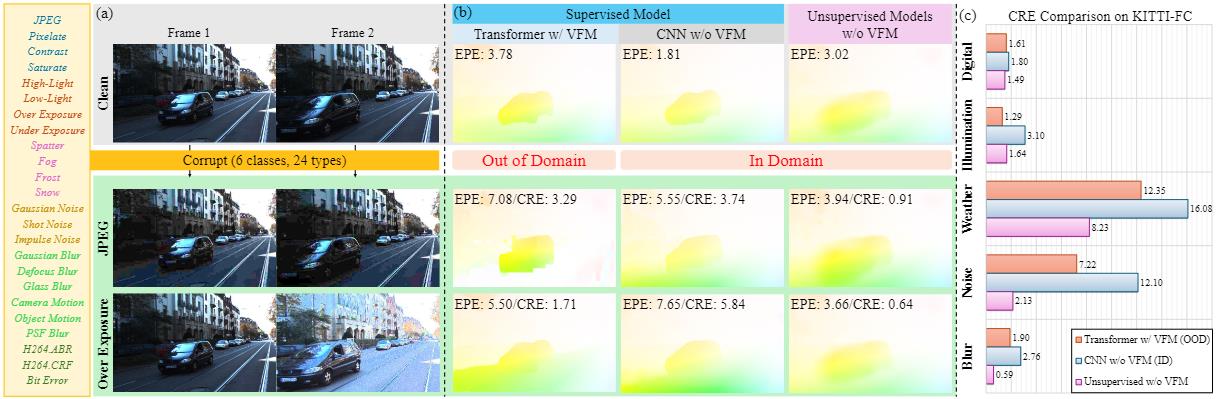 JPEG
Pixelate
Contrast
Saturate
High-Light
Low-Light
Over Exposure
Under Exposure
Spatter
Fog
Frost
Snow
Gaussian Noise
Shot Noise
Impulse Noise
Gaussian Blur
Defocus Blur
Glass Blur
Camera Motion
Object Motion
PSF Blur
H264.ABR
H264.CRF
Bit Error
(a)
Frame 1
Frame 2
Clean
Corrupt (6 classes, 24 types)
JPEG
Over Exposure
(b)
Supervised Model
Unsupervised Models
w/o VFM
Transformer w/ VFM
CNN w/o VFM
EPE: 3.78
EPE: 1.81
EPE: 3.02
Out of Domain
In Domain
EPE: 7.08/CRE: 3.29
EPE: 5.55/CRE: 3.74
EPE: 3.94/CRE: 0.91
EPE: 5.50/CRE: 1.71
EPE: 7.65/CRE: 5.84
EPE: 3.66/CRE: 0.64
(c)
CRE Comparison on KITTI-FC
Digital
1.61
1.80
1.49
Illumination
1.29
3.10
1.64
Weather
12.35
16.08
8.23
Noise
7.22
12.10
2.13
Blur
1.90
2.76
0.59
Transformer w/ VFM (OOD)
CNN w/o VFM (ID)
Unsupervised w/o VFM